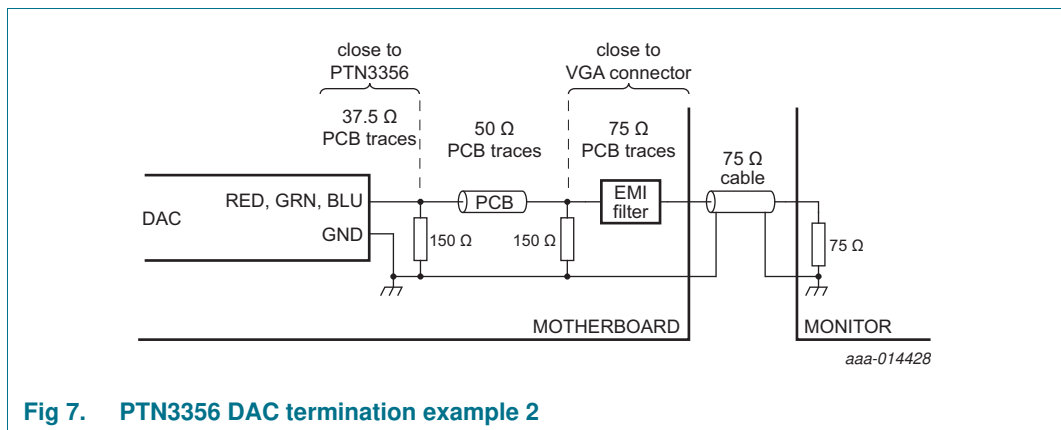 close to
PTN3356
close to
VGA connector
37.5 Ω
PCB traces
50 Ω
PCB traces
75 Ω
PCB traces
75 Ω
cable
DAC
RED, GRN, BLU
GND
PCB
EMI
filter
150 Ω
150 Ω
75 Ω
MOTHERBOARD
MONITOR
aaa-014428
Fig 7. PTN3356 DAC termination example 2